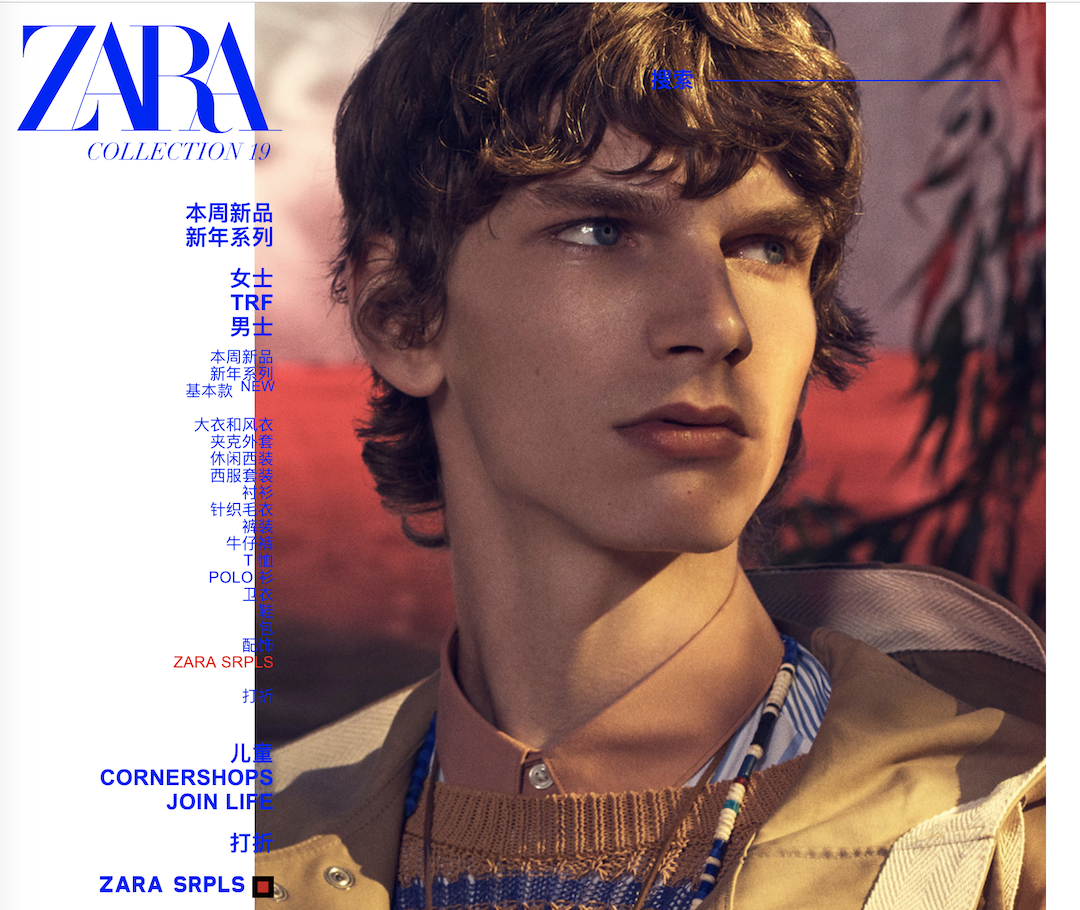 ZARA
COLLECTION 19
搜索
本周新品
新年系列
女士
TRF
男士
本周新品
新年系列
基本款 NEW
大衣和风衣
夹克外套
休闲西装
西服套装
衬衫
针织毛衣
裤装
牛仔裤
T 恤
POLO 衫
卫衣
鞋
包
配饰
ZARA SRPLS
打折
儿童
CORNERSHOPS
JOIN LIFE
打折
ZARA SRPLS